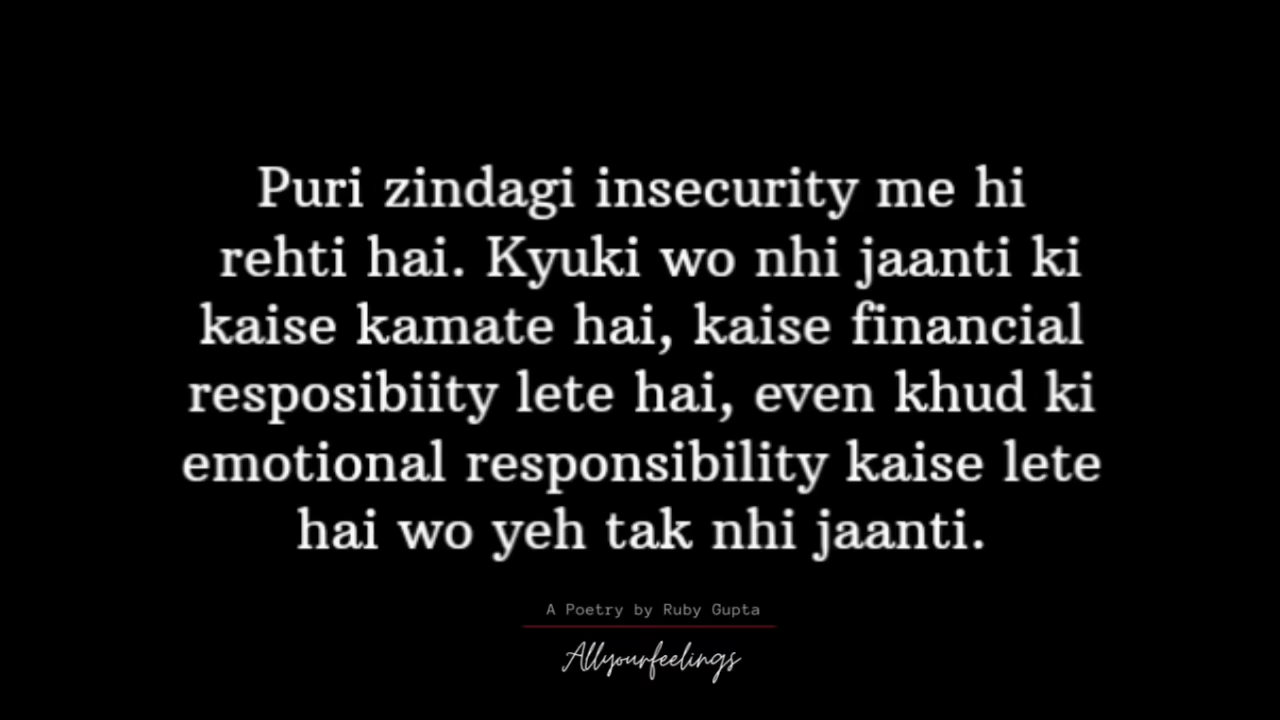 Puri zindagi insecurity me hi
rehti hai. Kyuki wo nhi jaanti ki
kaise kamate hai, kaise financial
resposibiity lete hai, even khud ki
emotional responsibility kaise lete
hai wo yeh tak nhi jaanti.
A Poetry by Ruby Gupta
Allyourfeelings